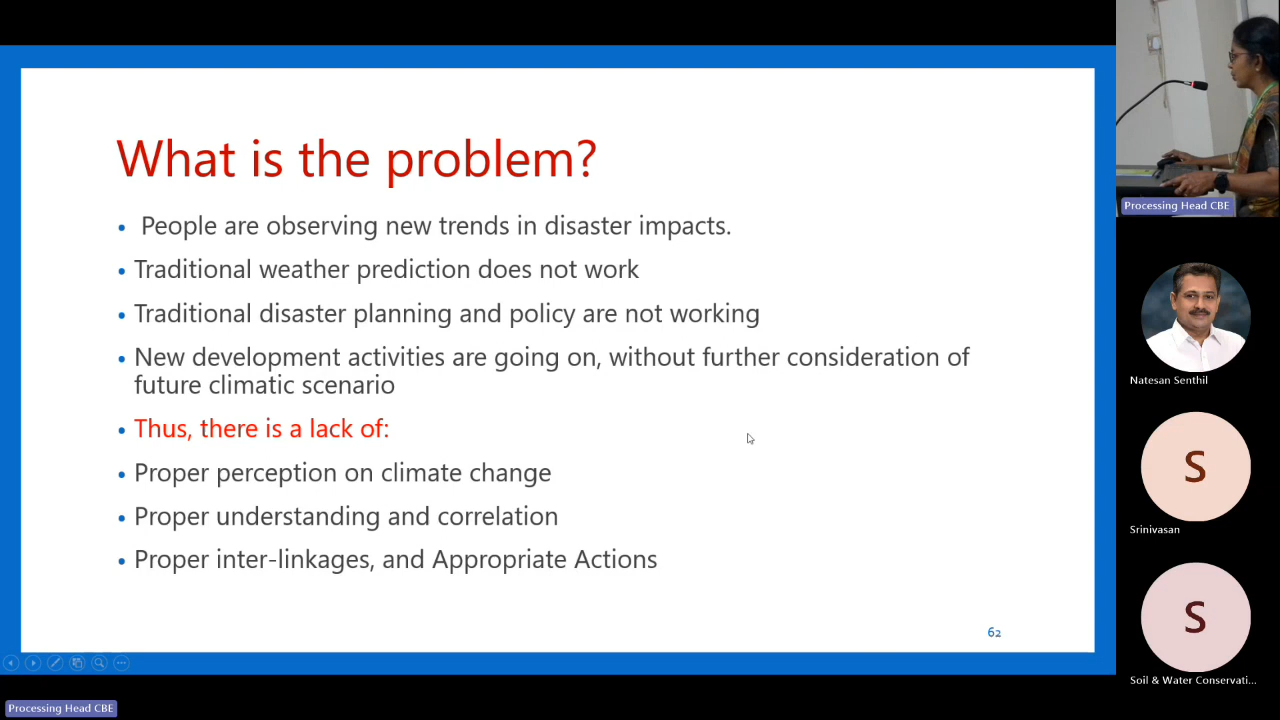 What is the problem?
• People are observing new trends in disaster impacts.
• Traditional weather prediction does not work
• Traditional disaster planning and policy are not working
• New development activities are going on, without further consideration of
future climatic scenario
• Thus, there is a lack of:
• Proper perception on climate change
• Proper understanding and correlation
• Proper inter-linkages, and Appropriate Actions
62
Processing Head CBE
Processing Head CBE
Natesan Senthil
S
Srinivasan
S
Soil & Water Conservati...